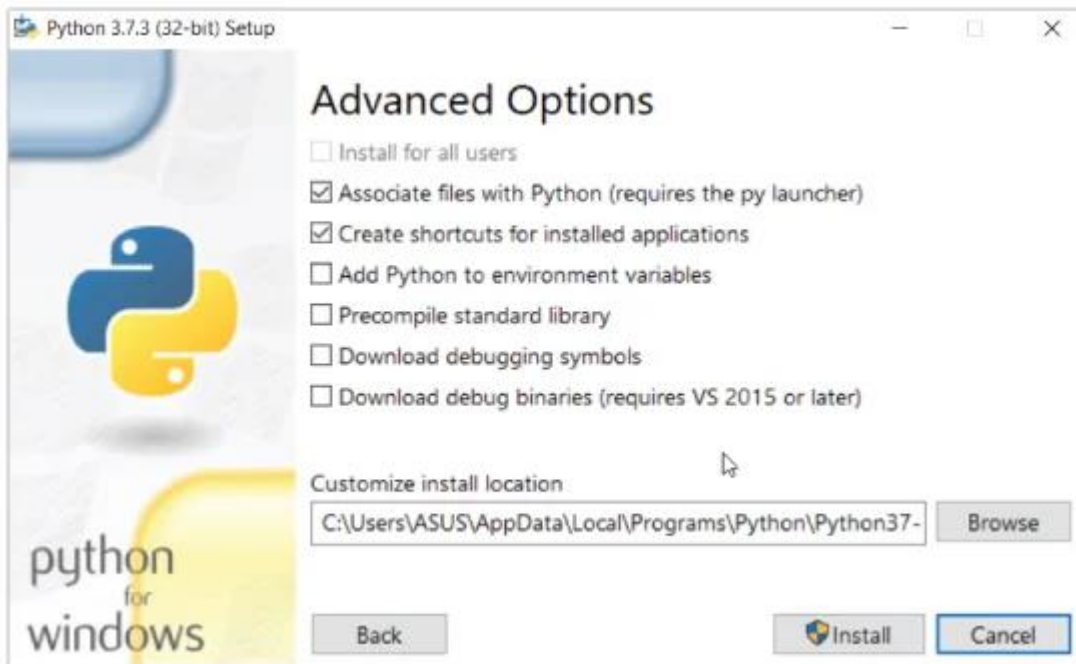 Python 3.7.3 (32-bit) Setup
Advanced Options
Install for all users
Associate files with Python (requires the py launcher)
Create shortcuts for installed applications
Add Python to environment variables
Precompile standard library
Download debugging symbols
Download debug binaries (requires VS 2015 or later)
Customize install location
C:\Users\ASUS\AppData\Local\Programs\Python\Python37-
Browse
python
for
windows
Back
Install
Cancel